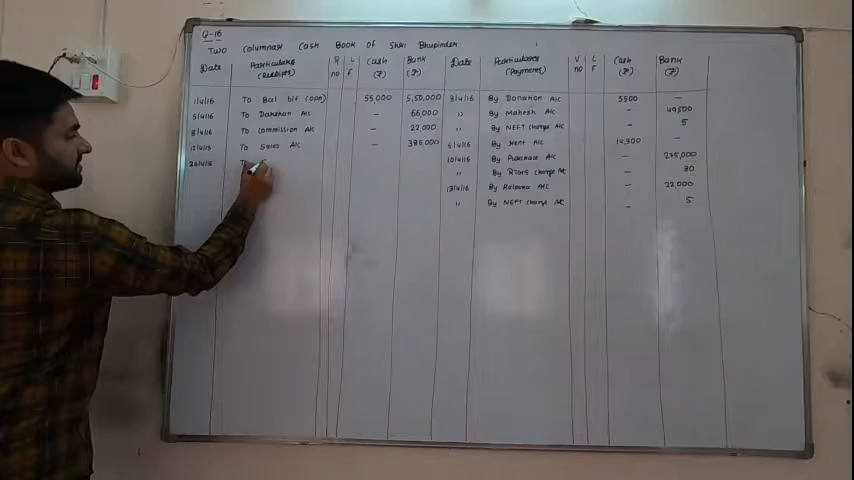 Q-16
Two Columnar Cash Book Of Shri Bhupinder
Date Particulars (Receipts) R no L F Cash (₹) Bank (₹) Date Particulars (Payments) V no L F Cash (₹) Bank (₹)
1/4/16 To Bal b/f (opn) 55,000 5,50,000 3/4/16 By Donation A/c 5500 -
5/4/16 To Darshan A/c - 66,000 " By Mahesh A/c - 49,500
8/4/16 To Commission A/c - 22,000 " By NEFT charge A/c - 5
12/4/16 To Sales A/c - 385,000 6/4/16 By Rent A/c 14,300 -
20/4/16 To 10/4/16 By Purchase A/c - 275,000
" By RTGS charge A/c - 30
13/4/16 By Kalpana A/c - 22,000
" By NEFT charge A/c - 5